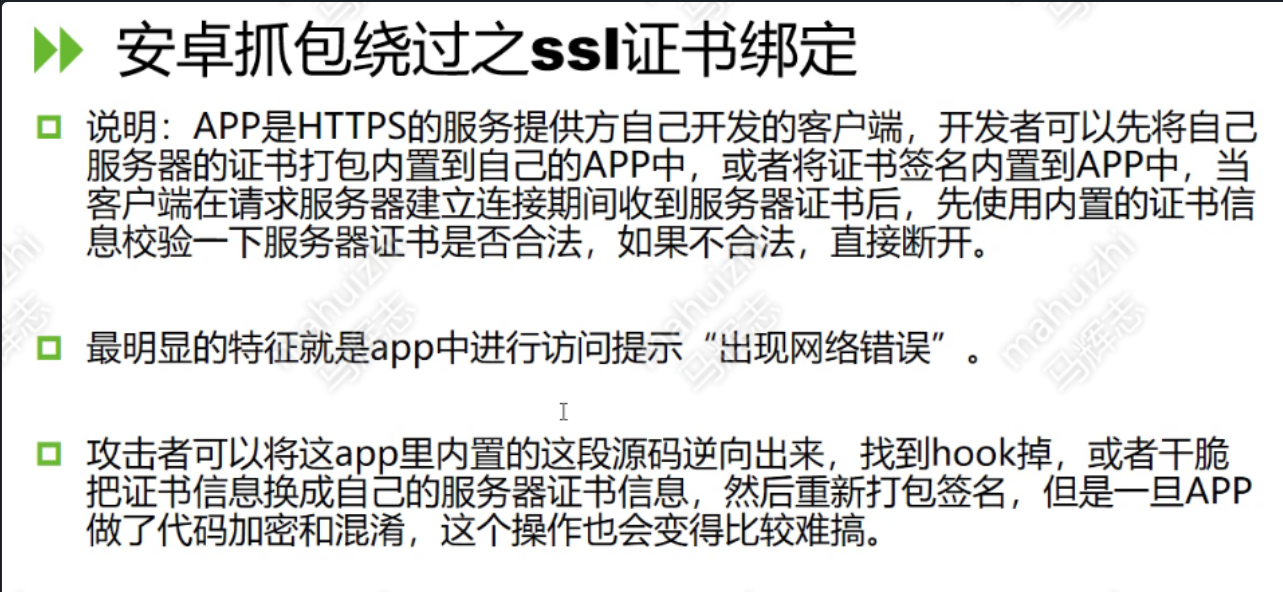 安卓抓包绕过之ssl证书绑定
说明：APP是HTTPS的服务提供方自己开发的客户端，开发者可以先将自己
服务器的证书打包内置到自己的APP中，或者将证书签名内置到APP中，当
客户端在请求服务器建立连接期间收到服务器证书后，先使用内置的证书信
息校验一下服务器证书是否合法，如果不合法，直接断开。
最明显的特征就是app中进行访问提示“出现网络错误”。
攻击者可以将这app里内置的这段源码逆向出来，找到hook掉，或者干脆
把证书信息换成自己的服务器证书信息，然后重新打包签名，但是一旦APP
做了代码加密和混淆，这个操作也会变得比较难搞。
mahuizhi
马辉志
mahuizhi
马辉志
mahuizhi
马辉志